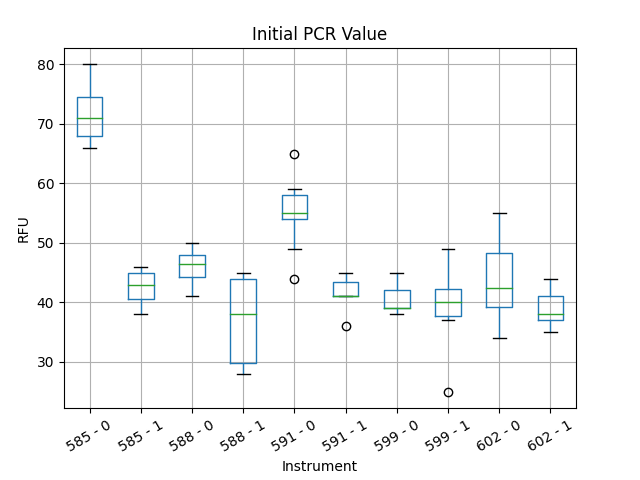 Initial PCR Value
RFU
80
70
60
50
40
30
585 - 0
585 - 1
588 - 0
588 - 1
591 - 0
591 - 1
599 - 0
599 - 1
602 - 0
602 - 1
Instrument